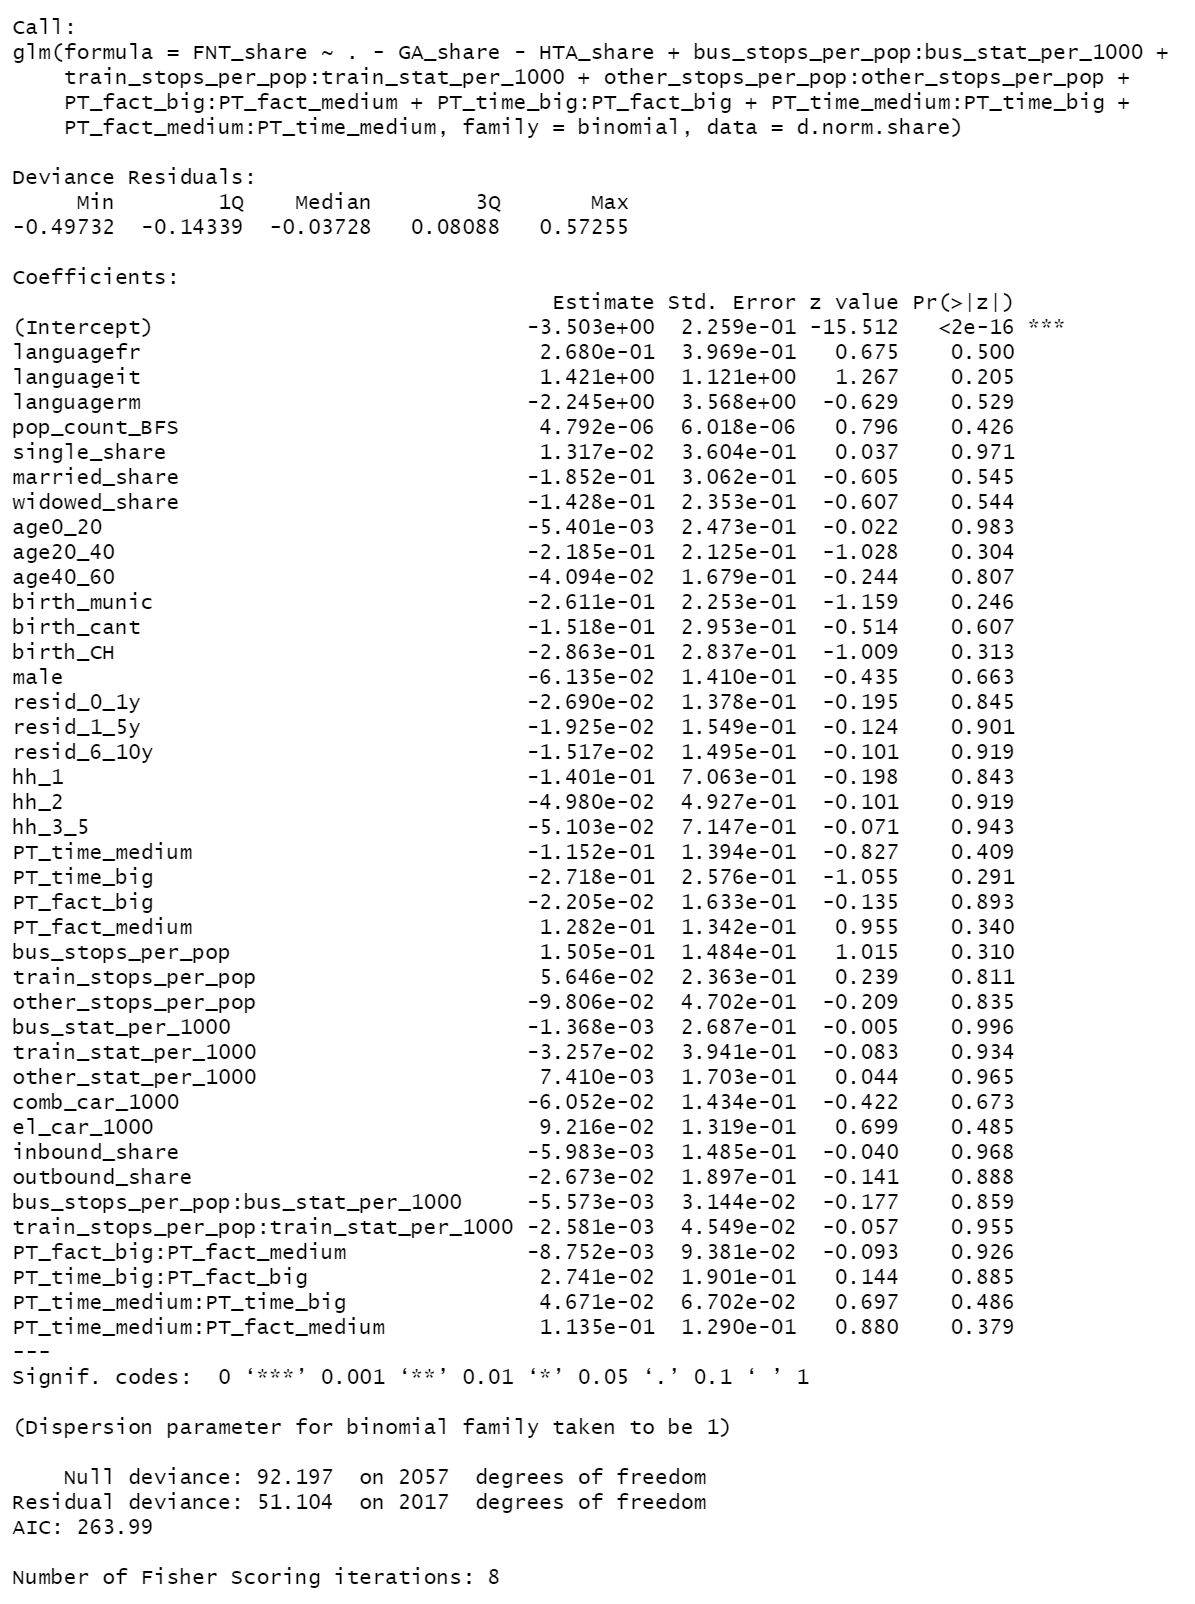 Call:
glm(formula = FNT_share ~ . - GA_share - HTA_share + bus_stops_per_pop:bus_stat_per_1000 +
    train_stops_per_pop:train_stat_per_1000 + other_stops_per_pop:other_stops_per_pop +
    PT_fact_big:PT_fact_medium + PT_time_big:PT_fact_big + PT_time_medium:PT_time_big +
    PT_fact_medium:PT_time_medium, family = binomial, data = d.norm.share)

Deviance Residuals:
     Min        1Q    Median        3Q       Max
-0.49732  -0.14339  -0.03728   0.08088   0.57255

Coefficients:
                                          Estimate Std. Error z value Pr(>|z|)
(Intercept)                             -3.503e+00  2.259e-01 -15.512   <2e-16 ***
languagefr                               2.680e-01  3.969e-01   0.675    0.500
languageit                               1.421e+00  1.121e+00   1.267    0.205
languagerm                              -2.245e+00  3.568e+00  -0.629    0.529
pop_count_BFS                            4.792e-06  6.018e-06   0.796    0.426
single_share                             1.317e-02  3.604e-01   0.037    0.971
married_share                           -1.852e-01  3.062e-01  -0.605    0.545
widowed_share                           -1.428e-01  2.353e-01  -0.607    0.544
age0_20                                 -5.401e-03  2.473e-01  -0.022    0.983
age20_40                                -2.185e-01  2.125e-01  -1.028    0.304
age40_60                                -4.094e-02  1.679e-01  -0.244    0.807
birth_munic                             -2.611e-01  2.253e-01  -1.159    0.246
birth_cant                              -1.518e-01  2.953e-01  -0.514    0.607
birth_CH                                -2.863e-01  2.837e-01  -1.009    0.313
male                                    -6.135e-02  1.410e-01  -0.435    0.663
resid_0_1y                              -2.690e-02  1.378e-01  -0.195    0.845
resid_1_5y                              -1.925e-02  1.549e-01  -0.124    0.901
resid_6_10y                             -1.517e-02  1.495e-01  -0.101    0.919
hh_1                                    -1.401e-01  7.063e-01  -0.198    0.843
hh_2                                    -4.980e-02  4.927e-01  -0.101    0.919
hh_3_5                                  -5.103e-02  7.147e-01  -0.071    0.943
PT_time_medium                          -1.152e-01  1.394e-01  -0.827    0.409
PT_time_big                             -2.718e-01  2.576e-01  -1.055    0.291
PT_fact_big                             -2.205e-02  1.633e-01  -0.135    0.893
PT_fact_medium                           1.282e-01  1.342e-01   0.955    0.340
bus_stops_per_pop                        1.505e-01  1.484e-01   1.015    0.310
train_stops_per_pop                      5.646e-02  2.363e-01   0.239    0.811
other_stops_per_pop                     -9.806e-02  4.702e-01  -0.209    0.835
bus_stat_per_1000                       -1.368e-03  2.687e-01  -0.005    0.996
train_stat_per_1000                     -3.257e-02  3.941e-01  -0.083    0.934
other_stat_per_1000                      7.410e-03  1.703e-01   0.044    0.965
comb_car_1000                           -6.052e-02  1.434e-01  -0.422    0.673
el_car_1000                              9.216e-02  1.319e-01   0.699    0.485
inbound_share                           -5.983e-03  1.485e-01  -0.040    0.968
outbound_share                          -2.673e-02  1.897e-01  -0.141    0.888
bus_stops_per_pop:bus_stat_per_1000     -5.573e-03  3.144e-02  -0.177    0.859
train_stops_per_pop:train_stat_per_1000 -2.581e-03  4.549e-02  -0.057    0.955
PT_fact_big:PT_fact_medium              -8.752e-03  9.381e-02  -0.093    0.926
PT_time_big:PT_fact_big                  2.741e-02  1.901e-01   0.144    0.885
PT_time_medium:PT_time_big               4.671e-02  6.702e-02   0.697    0.486
PT_time_medium:PT_fact_medium            1.135e-01  1.290e-01   0.880    0.379
---
Signif. codes:  0 ‘***’ 0.001 ‘**’ 0.01 ‘*’ 0.05 ‘.’ 0.1 ‘ ’ 1

(Dispersion parameter for binomial family taken to be 1)

    Null deviance: 92.197  on 2057  degrees of freedom
Residual deviance: 51.104  on 2017  degrees of freedom
AIC: 263.99

Number of Fisher Scoring iterations: 8